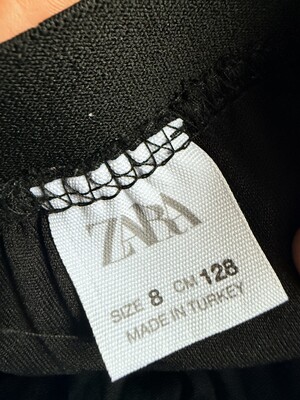 ZARA
SIZE 8 CM 128
MADE IN TURKEY